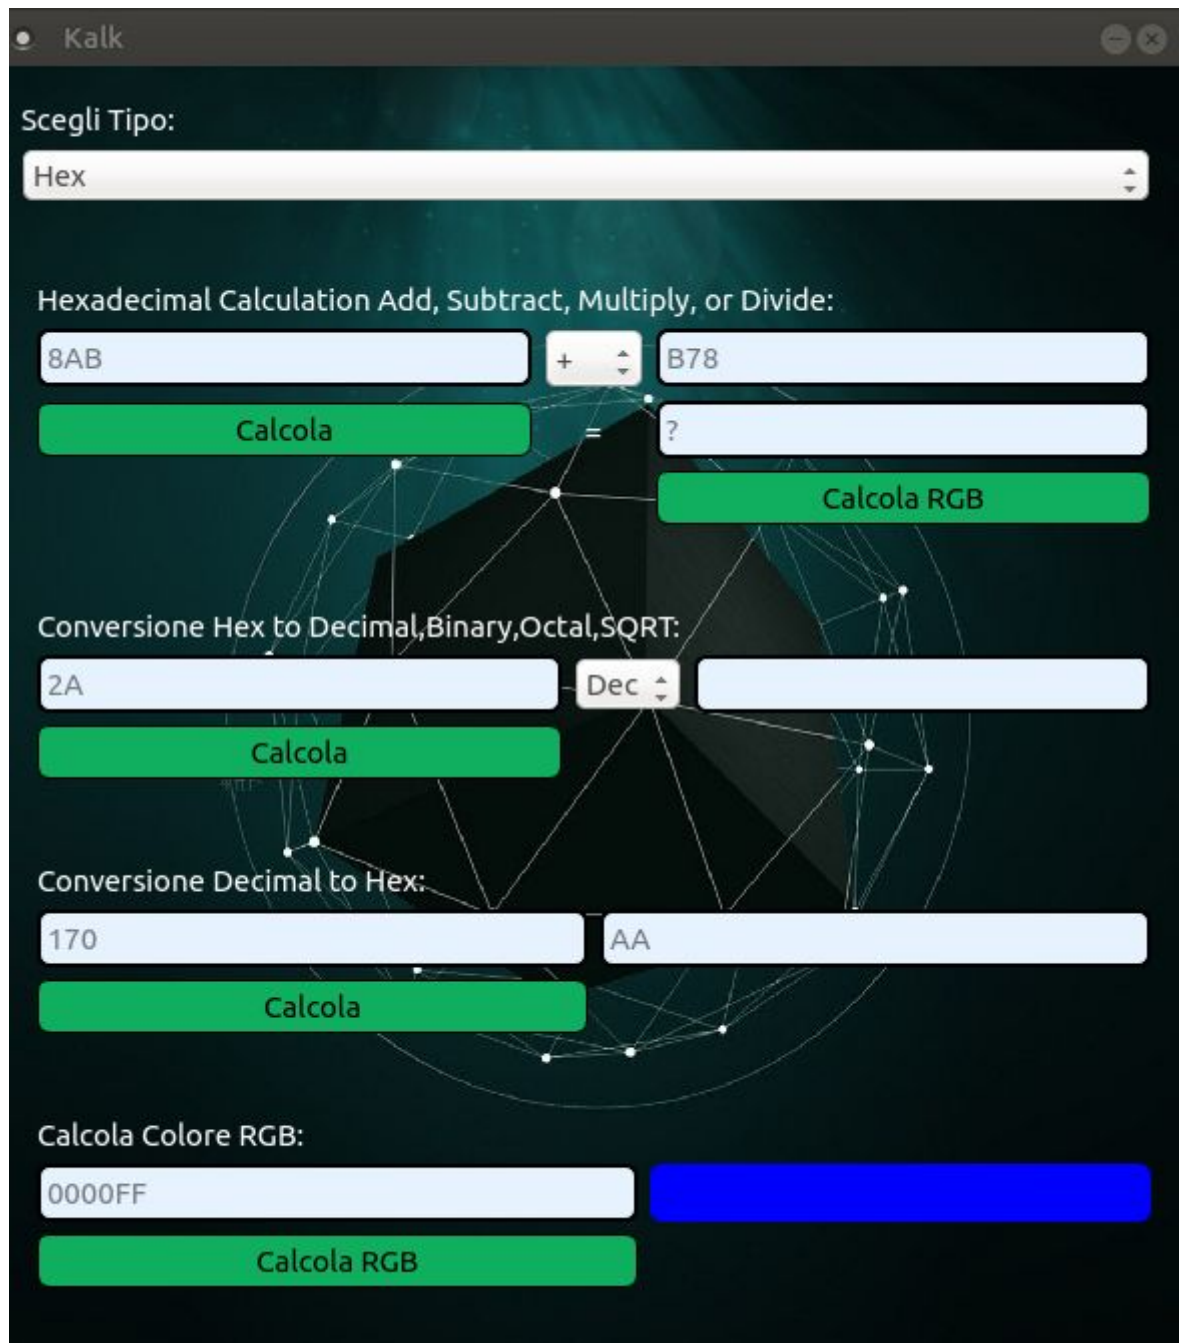 Kalk
Scegli Tipo:
Hex
Hexadecimal Calculation Add, Subtract, Multiply, or Divide:
8AB + B78
Calcola = ?
Calcola RGB
Conversione Hex to Decimal,Binary,Octal,SQRT:
2A Dec
Calcola
Conversione Decimal to Hex:
170 AA
Calcola
Calcola Colore RGB:
0000FF
Calcola RGB